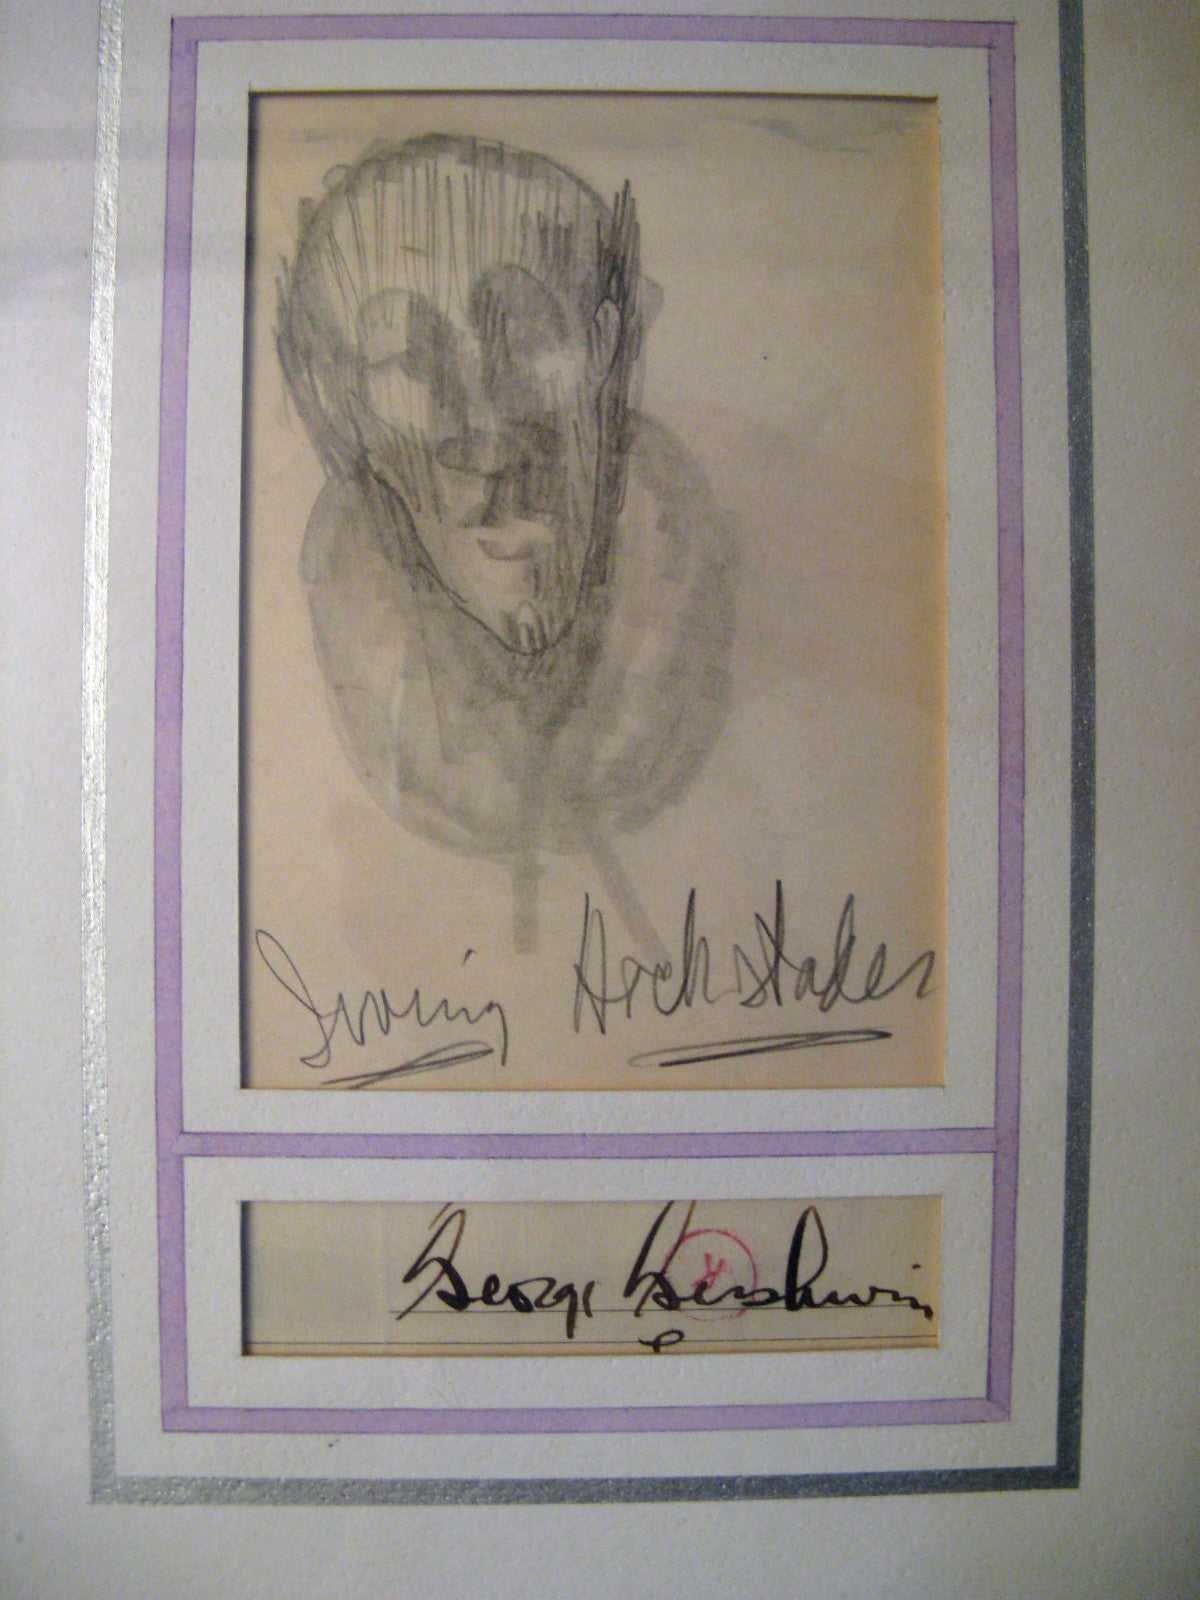 Irving Hochstader
George Gershwin